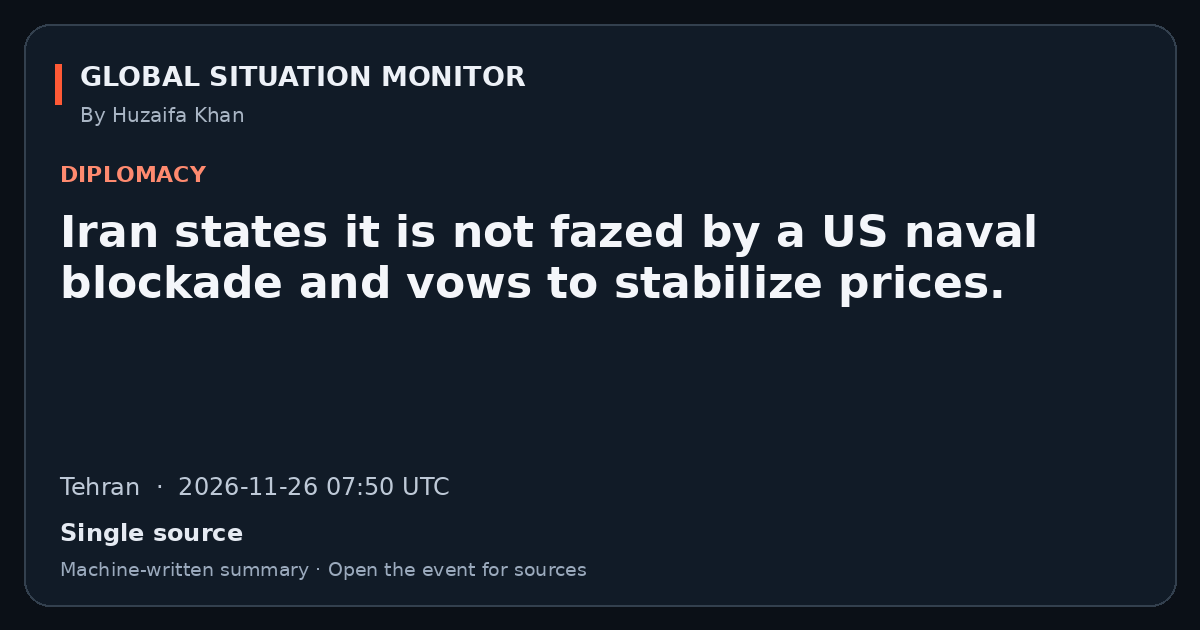 GLOBAL SITUATION MONITOR
By Huzaifa Khan
DIPLOMACY
Iran states it is not fazed by a US naval
blockade and vows to stabilize prices.
Tehran · 2026-11-26 07:50 UTC
Single source
Machine-written summary · Open the event for sources